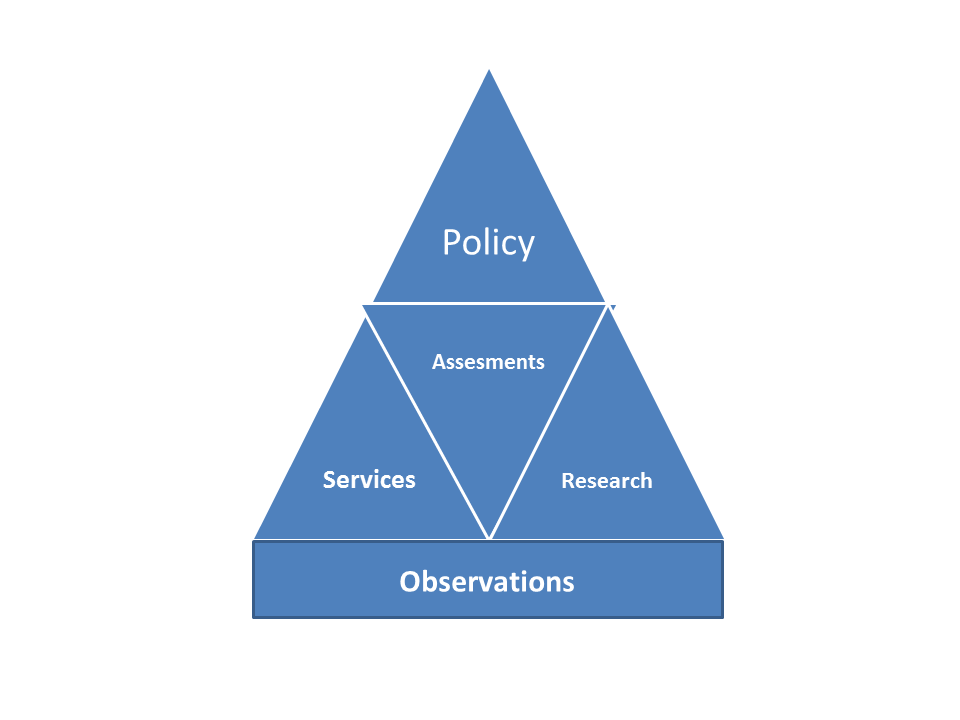 Policy
Assesments
Services
Research
Observations